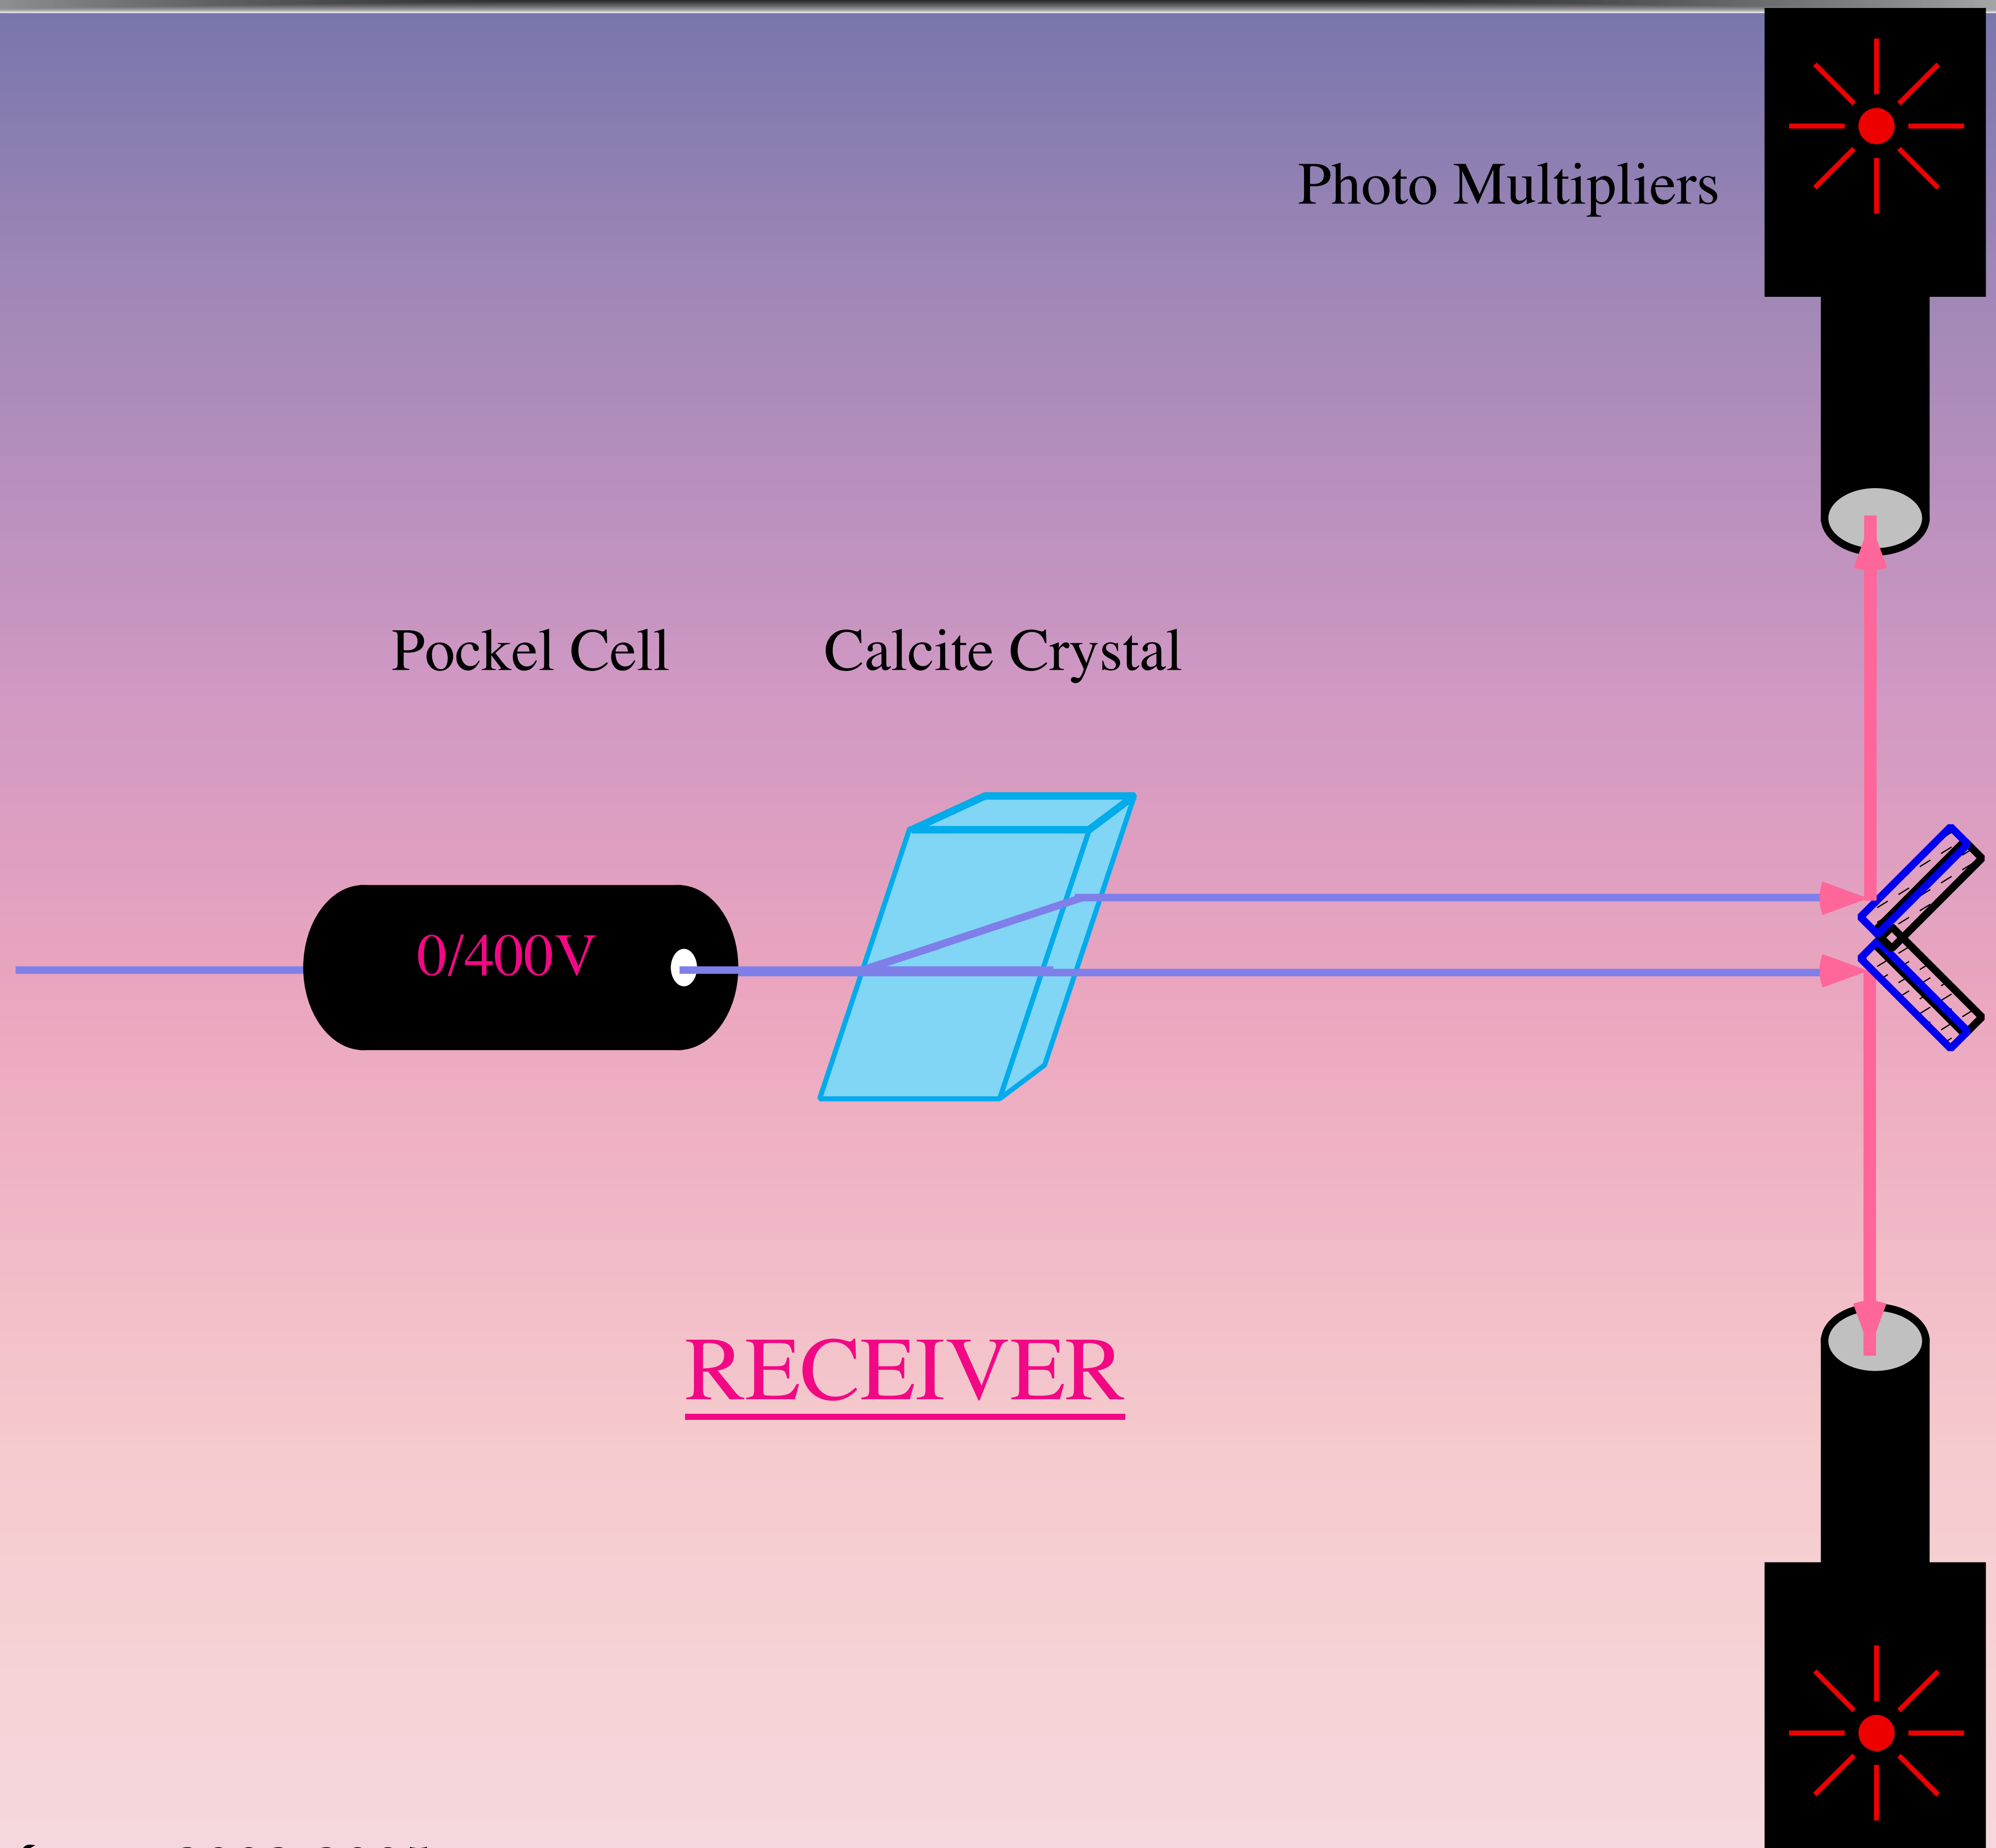 Photo Multipliers
Pockel Cell
Calcite Crystal
0/400V
RECEIVER